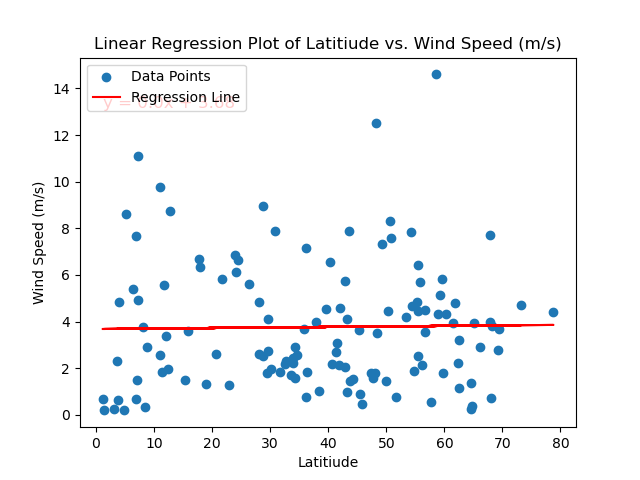 Linear Regression Plot of Latitiude vs. Wind Speed (m/s)
Data Points
Regression Line
14
12
10
8
6
4
2
0
Wind Speed (m/s)
0 10 20 30 40 50 60 70 80
Latitiude